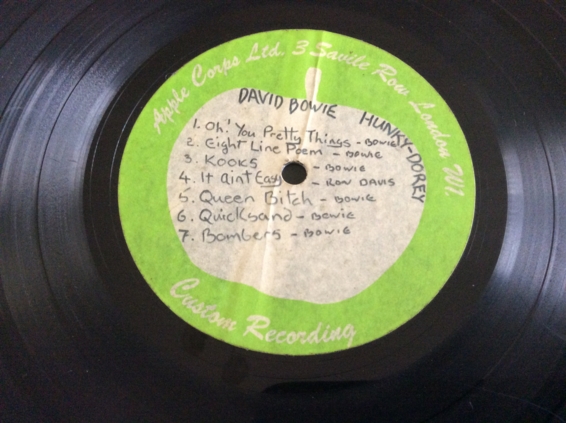 Apple Corps Ltd. 3 Savile Row London W1.
DAVID BOWIE
HUNKY-DOREY
1. Oh! You Pretty Things - BOWIE
2. Eight Line Poem - BOWIE
3. Kooks - BOWIE
4. It aint Easy - RON DAVIS
5. Queen Bitch - BOWIE
6. Quicksand - BOWIE
7. Bombers - BOWIE
Custom Recording